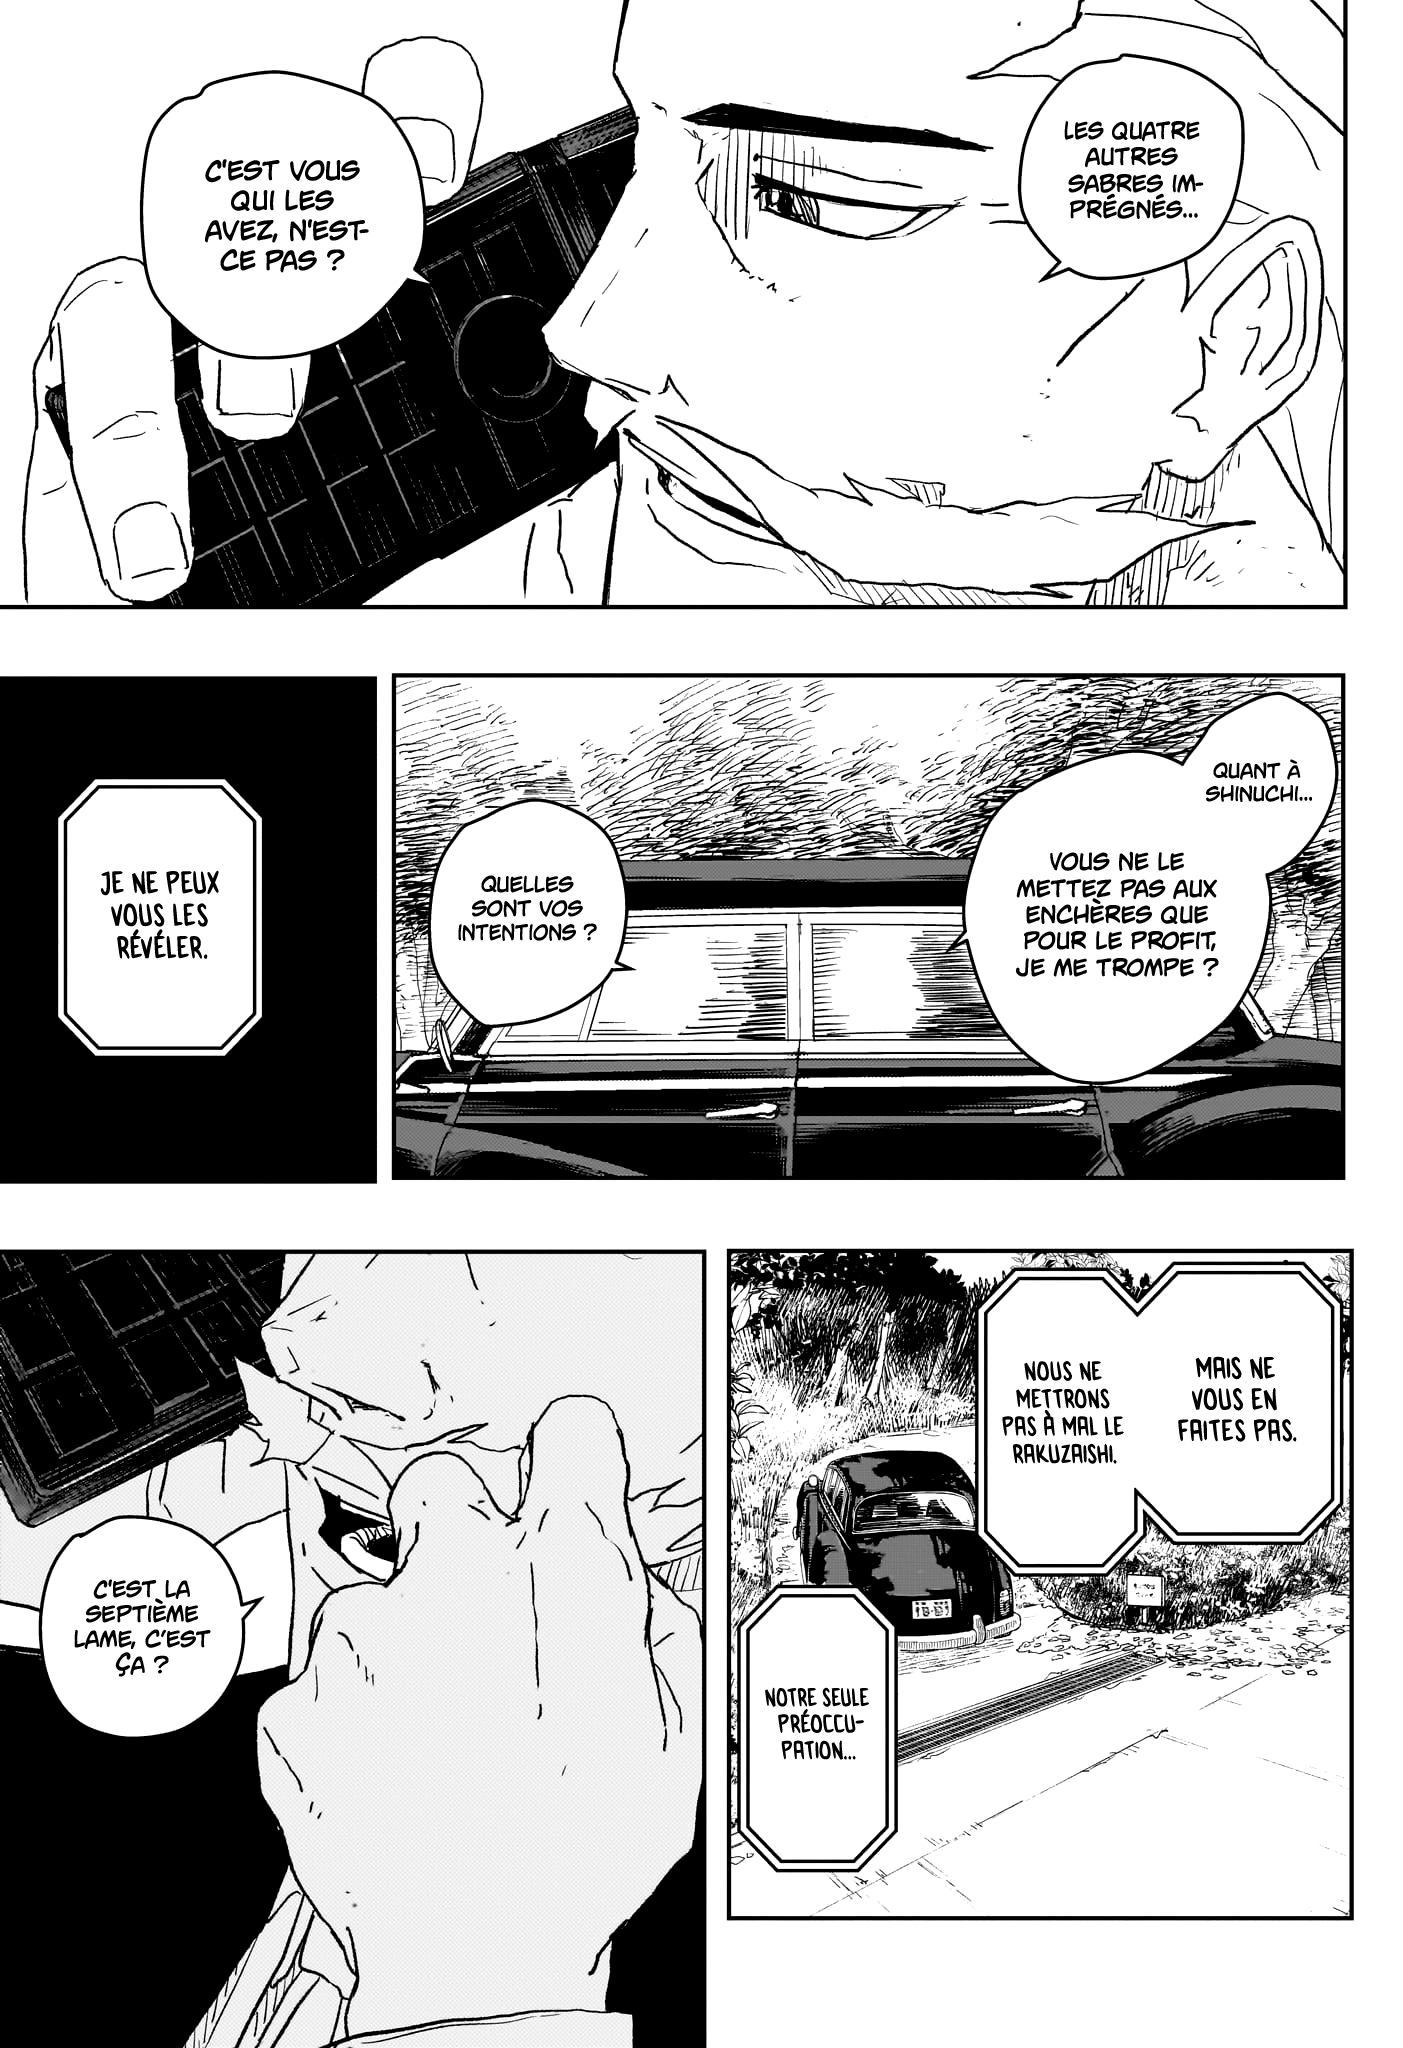 LES QUATRE
AUTRES
SABRES IM-
PRÉGNÉS...
C'EST VOUS
QUI LES
AVEZ, N'EST-
CE PAS ?
QUANT À
SHINUCHI...
VOUS NE LE
METTEZ PAS AUX
ENCHÈRES QUE
POUR LE PROFIT,
JE ME TROMPE ?
QUELLES
SONT VOS
INTENTIONS ?
JE NE PEUX
VOUS LES
RÉVÉLER.
MAIS NE
VOUS EN
FAITES PAS.
NOUS NE
METTRONS
PAS À MAL LE
RAKUZAISHI.
NOTRE SEULE
PRÉOCCU-
PATION...
C'EST LA
SEPTIÈME
LAME, C'EST
ÇA ?